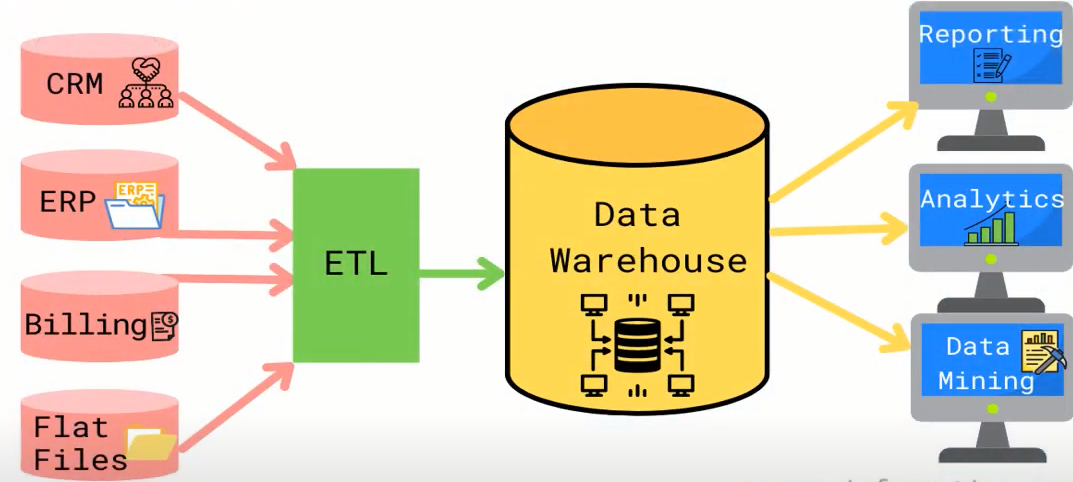 CRM
ERP
ERP
Billing
Flat
Files
ETL
Data
Warehouse
Reporting
Analytics
Data
Mining